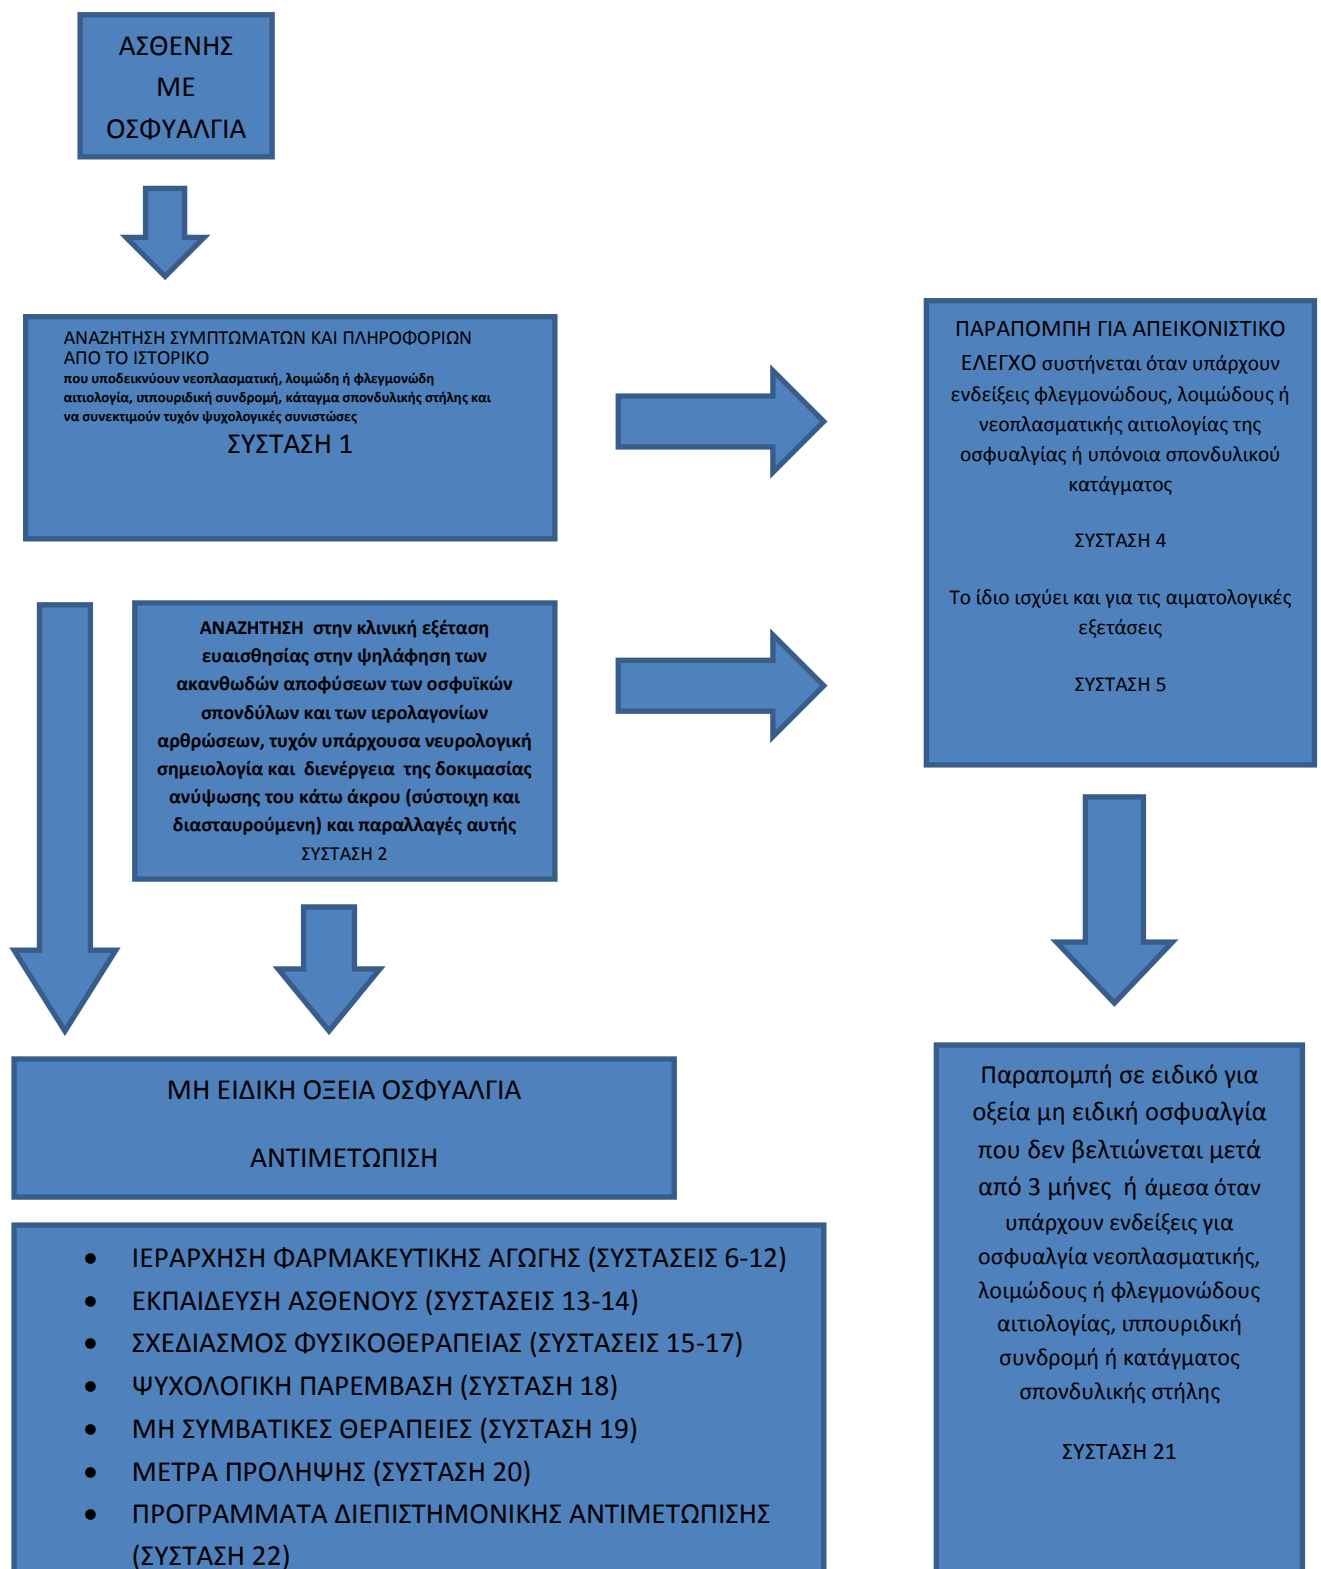 ΑΣΘΕΝΗΣ
ΜΕ
ΟΣΦΥΑΛΓΙΑ
ΑΝΑΖΗΤΗΣΗ ΣΥΜΠΤΩΜΑΤΩΝ ΚΑΙ ΠΛΗΡΟΦΟΡΙΩΝ
ΑΠΟ ΤΟ ΙΣΤΟΡΙΚΟ
που υποδεικνύουν νεοπλασματική, λοιμώδη ή φλεγμονώδη
αιτιολογία, ιππουριδική συνδρομή, κάταγμα σπονδυλικής στήλης και
να συνεκτιμούν τυχόν ψυχολογικές συνιστώσες
ΣΥΣΤΑΣΗ 1
ΠΑΡΑΠΟΜΠΗ ΓΙΑ ΑΠΕΙΚΟΝΙΣΤΙΚΟ
ΕΛΕΓΧΟ συστήνεται όταν υπάρχουν
ενδείξεις φλεγμονώδους, λοιμώδους ή
νεοπλασματικής αιτιολογίας της
οσφυαλγίας ή υπόνοια σπονδυλικού
κατάγματος
ΣΥΣΤΑΣΗ 4
Το ίδιο ισχύει και για τις αιματολογικές
εξετάσεις
ΣΥΣΤΑΣΗ 5
ΑΝΑΖΗΤΗΣΗ στην κλινική εξέταση
ευαισθησίας στην ψηλάφηση των
ακανθωδών αποφύσεων των οσφυϊκών
σπονδύλων και των ιερολαγονίων
αρθρώσεων, τυχόν υπάρχουσα νευρολογική
σημειολογία και διενέργεια της δοκιμασίας
ανύψωσης του κάτω άκρου (σύστοιχη και
διασταυρούμενη) και παραλλαγές αυτής
ΣΥΣΤΑΣΗ 2
ΜΗ ΕΙΔΙΚΗ ΟΞΕΙΑ ΟΣΦΥΑΛΓΙΑ
ΑΝΤΙΜΕΤΩΠΙΣΗ
• ΙΕΡΑΡΧΗΣΗ ΦΑΡΜΑΚΕΥΤΙΚΗΣ ΑΓΩΓΗΣ (ΣΥΣΤΑΣΕΙΣ 6-12)
• ΕΚΠΑΙΔΕΥΣΗ ΑΣΘΕΝΟΥΣ (ΣΥΣΤΑΣΕΙΣ 13-14)
• ΣΧΕΔΙΑΣΜΟΣ ΦΥΣΙΚΟΘΕΡΑΠΕΙΑΣ (ΣΥΣΤΑΣΕΙΣ 15-17)
• ΨΥΧΟΛΟΓΙΚΗ ΠΑΡΕΜΒΑΣΗ (ΣΥΣΤΑΣΗ 18)
• ΜΗ ΣΥΜΒΑΤΙΚΕΣ ΘΕΡΑΠΕΙΕΣ (ΣΥΣΤΑΣΗ 19)
• ΜΕΤΡΑ ΠΡΟΛΗΨΗΣ (ΣΥΣΤΑΣΗ 20)
• ΠΡΟΓΡΑΜΜΑΤΑ ΔΙΕΠΙΣΤΗΜΟΝΙΚΗΣ ΑΝΤΙΜΕΤΩΠΙΣΗΣ
(ΣΥΣΤΑΣΗ 22)
Παραπομπή σε ειδικό για
οξεία μη ειδική οσφυαλγία
που δεν βελτιώνεται μετά
από 3 μήνες ή άμεσα όταν
υπάρχουν ενδείξεις για
οσφυαλγία νεοπλασματικής,
λοιμώδους ή φλεγμονώδους
αιτιολογίας, ιππουριδική
συνδρομή ή κατάγματος
σπονδυλικής στήλης
ΣΥΣΤΑΣΗ 21